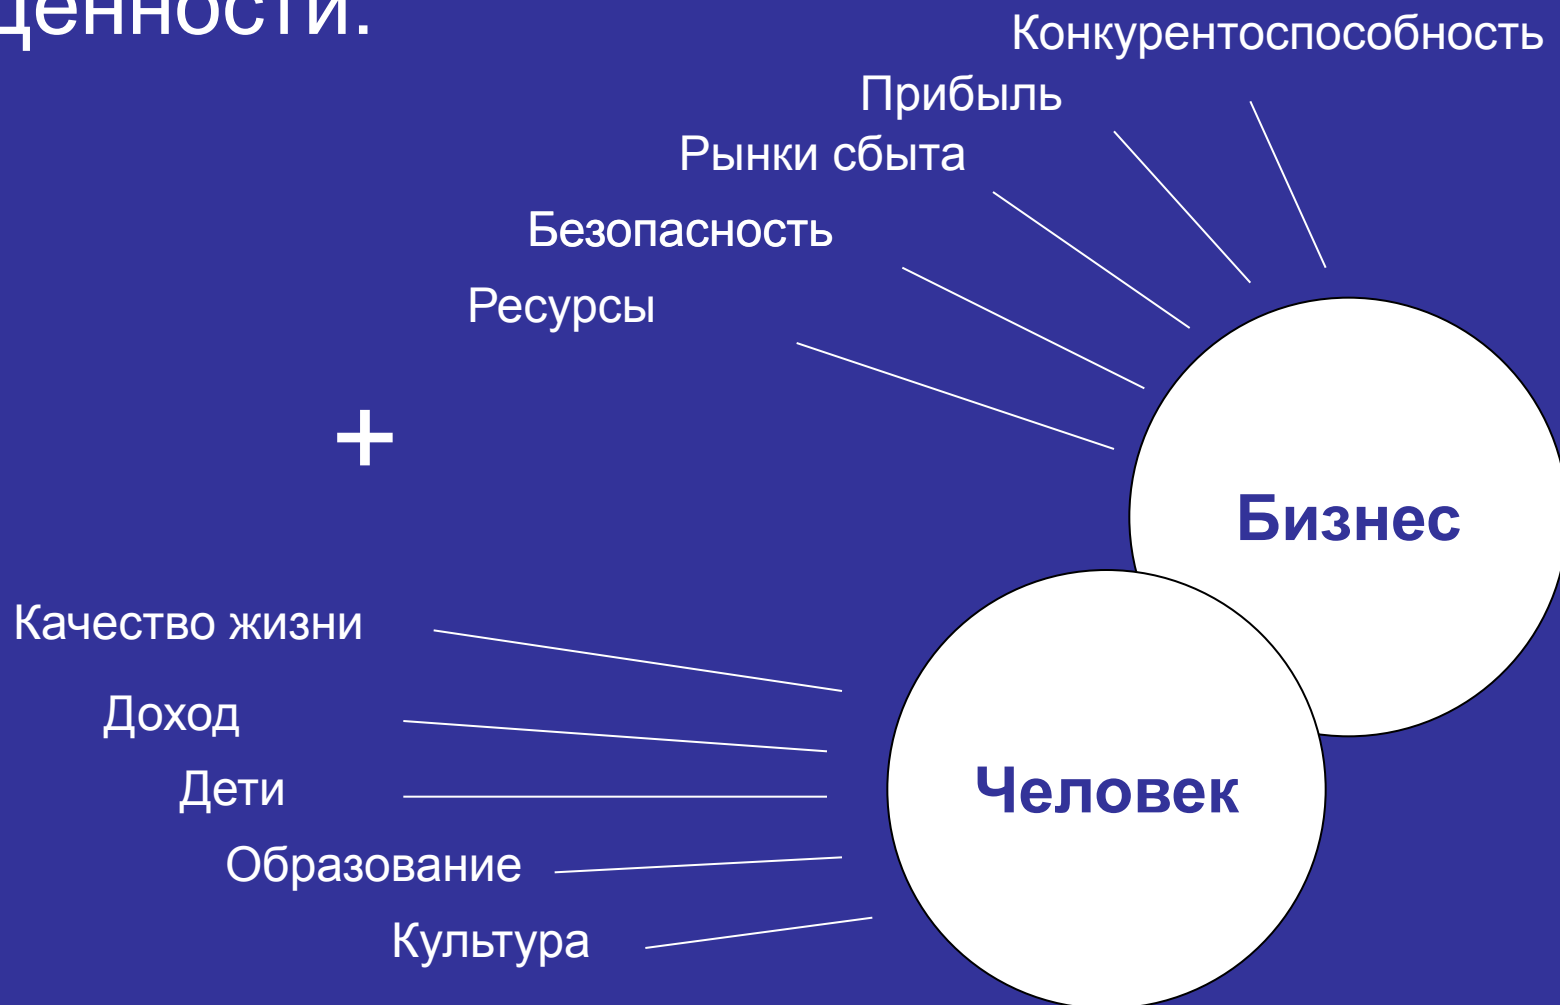 ценности.
Конкурентоспособность
Прибыль
Рынки сбыта
Безопасность
Ресурсы
+
Бизнес
Качество жизни
Доход
Дети
Человек
Образование
Культура